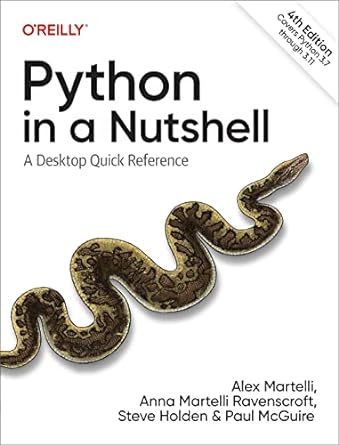 O'REILLY®
4th Edition
Covers Python 3.7
through 3.11
Python
in a Nutshell
A Desktop Quick Reference
Alex Martelli,
Anna Martelli Ravenscroft,
Steve Holden & Paul McGuire